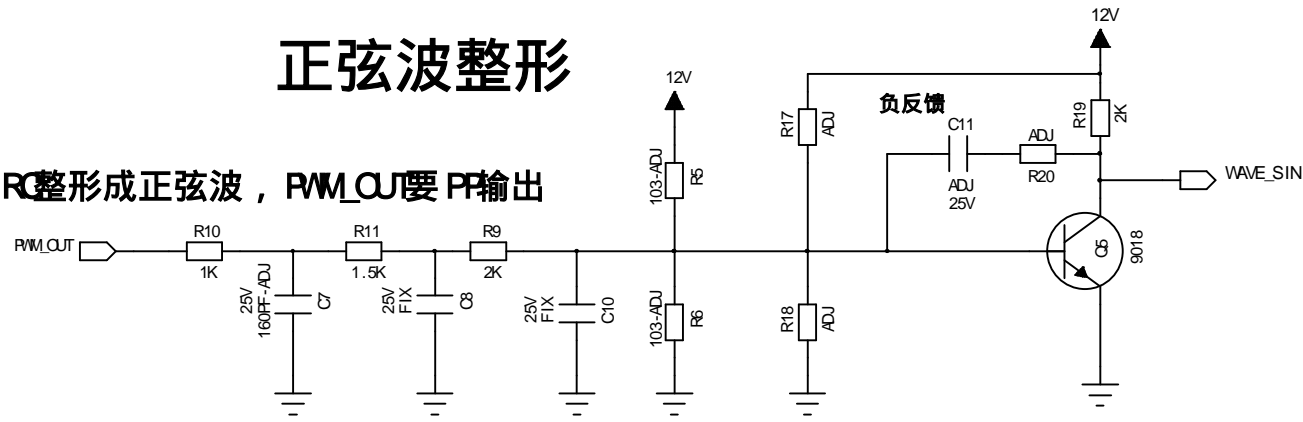 正弦波整形
RC整形成正弦波，PWM_OUT要 PP输出
12V
12V
负反馈
R17
ADJ
C11
ADJ
25V
ADJ
R20
R19
2K
WAVE_SIN
103-ADJ
R5
PWM_OUT
R10
1K
R11
1.5K
R9
2K
Q5
9018
25V
160PF-ADJ
C7
25V
FIX
C8
25V
FIX
C10
103-ADJ
R6
R18
ADJ